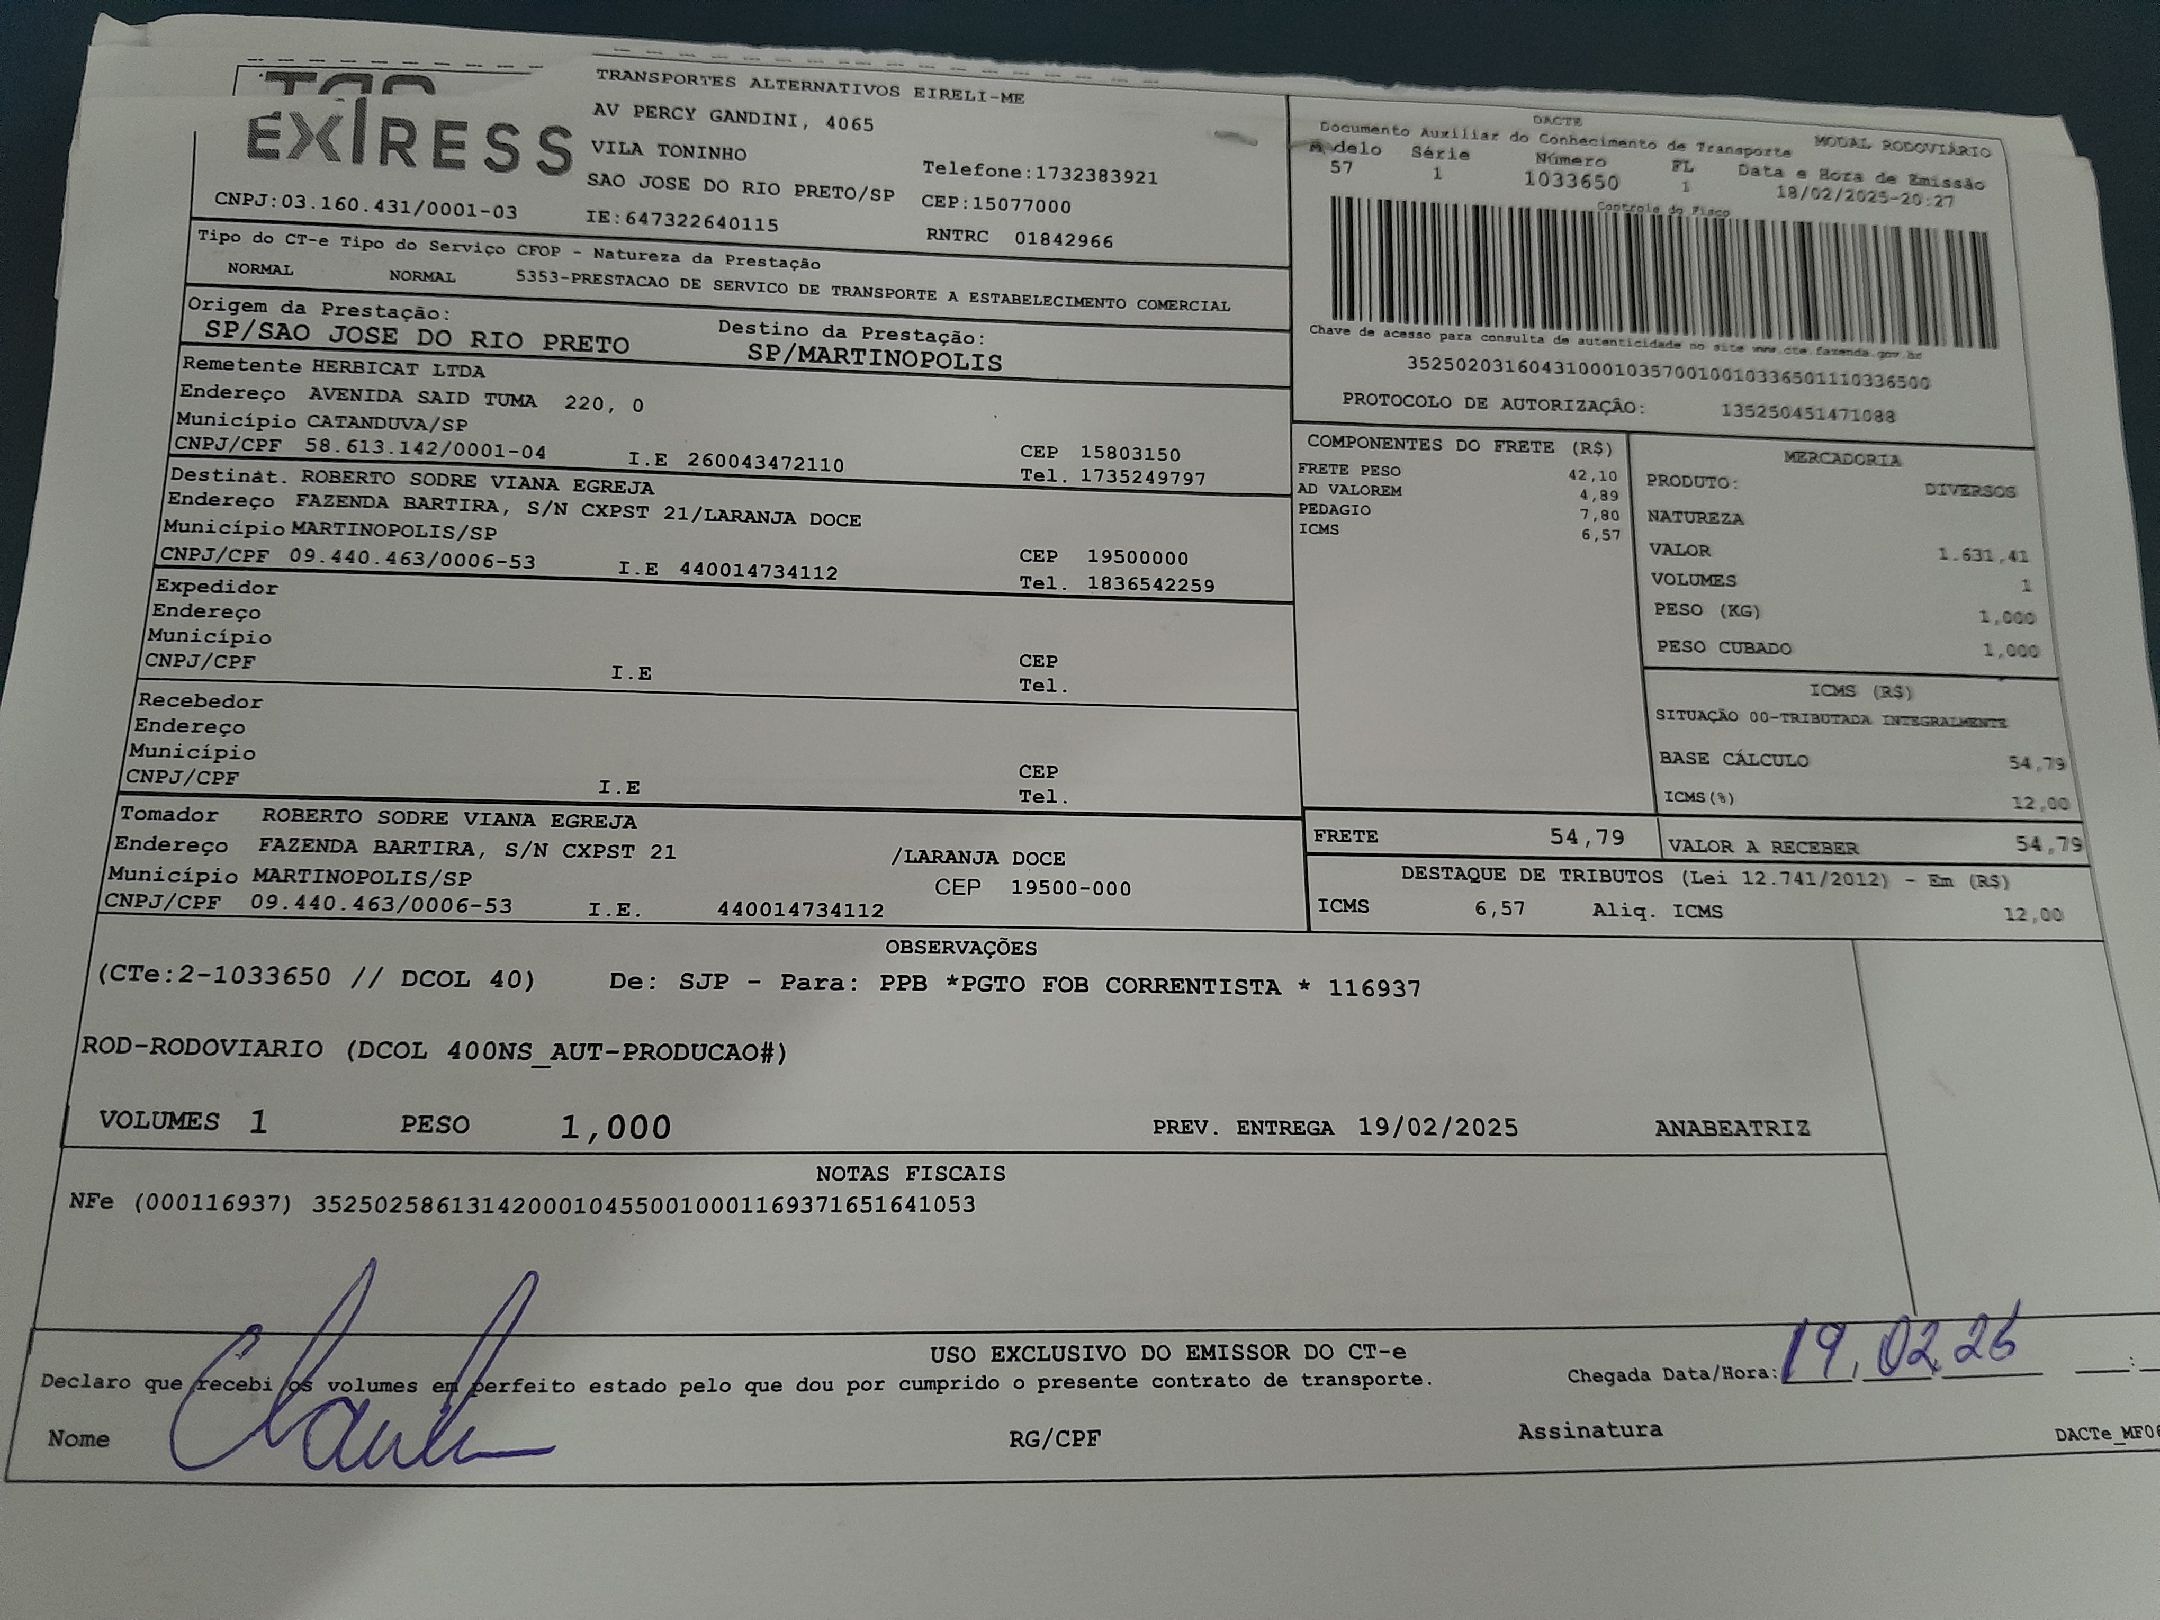 EXPRESS
CNPJ:03.160.431/0001-03
TRANSPORTES ALTERNATIVOS EIRELI-ME
AV PERCY GANDINI, 4065
VILA TONINHO
SAO JOSE DO RIO PRETO/SP
IE:647322640115
Telefone:1732383921
CEP:15077000
RNTRC 01842966
DACTE
Documento Auxiliar do Conhecimento de Transporte MODAL RODOVIÁRIO
Modelo Série Número FL Data e Hora de Emissão
57 1 1033650 1 18/02/2025-20:27
Controle do Fisco
Chave de acesso para consulta de autenticidade no site www.cte.fazenda.gov.br
35250203160431000103570010010336501110336500
PROTOCOLO DE AUTORIZAÇÃO: 135250451471088
Tipo do CT-e Tipo do Serviço CFOP - Natureza da Prestação
NORMAL NORMAL 5353-PRESTACAO DE SERVICO DE TRANSPORTE A ESTABELECIMENTO COMERCIAL
Origem da Prestação: Destino da Prestação:
SP/SAO JOSE DO RIO PRETO SP/MARTINOPOLIS
Remetente HERBICAT LTDA
Endereço AVENIDA SAID TUMA 220, 0
Município CATANDUVA/SP
CNPJ/CPF 58.613.142/0001-04 I.E 260043472110
CEP 15803150
Tel. 1735249797
Destinat. ROBERTO SODRE VIANA EGREJA
Endereço FAZENDA BARTIRA, S/N CXPST 21/LARANJA DOCE
Município MARTINOPOLIS/SP
CNPJ/CPF 09.440.463/0006-53 I.E 440014734112
CEP 19500000
Tel. 1836542259
Expedidor
Endereço
Município
CNPJ/CPF I.E
CEP
Tel.
Recebedor
Endereço
Município
CNPJ/CPF I.E
CEP
Tel.
Tomador ROBERTO SODRE VIANA EGREJA
Endereço FAZENDA BARTIRA, S/N CXPST 21 /LARANJA DOCE
Município MARTINOPOLIS/SP CEP 19500-000
CNPJ/CPF 09.440.463/0006-53 I.E. 440014734112
COMPONENTES DO FRETE (R$)
FRETE PESO 42,10
AD VALOREM 4,89
PEDAGIO 7,80
ICMS 6,57
MERCADORIA
PRODUTO: DIVERSOS
NATUREZA
VALOR 1.631,41
VOLUMES 1
PESO (KG) 1,000
PESO CUBADO 1,000
ICMS (R$)
SITUAÇÃO 00-TRIBUTADA INTEGRALMENTE
BASE CÁLCULO 54,79
ICMS(%) 12,00
FRETE 54,79 VALOR A RECEBER 54,79
DESTAQUE DE TRIBUTOS (Lei 12.741/2012) - Em (R$)
ICMS 6,57 Aliq. ICMS 12,00
OBSERVAÇÕES
(CTe:2-1033650 // DCOL 40) De: SJP - Para: PPB *PGTO FOB CORRENTISTA * 116937
ROD-RODOVIARIO (DCOL 400NS_AUT-PRODUCAO#)
VOLUMES 1 PESO 1,000 PREV. ENTREGA 19/02/2025 ANABEATRIZ
NOTAS FISCAIS
NFe (000116937) 35250258613142000104550010001169371651641053
USO EXCLUSIVO DO EMISSOR DO CT-e
Declaro que recebi os volumes em perfeito estado pelo que dou por cumprido o presente contrato de transporte.
Chegada Data/Hora: 19.02.25 :
Nome RG/CPF Assinatura